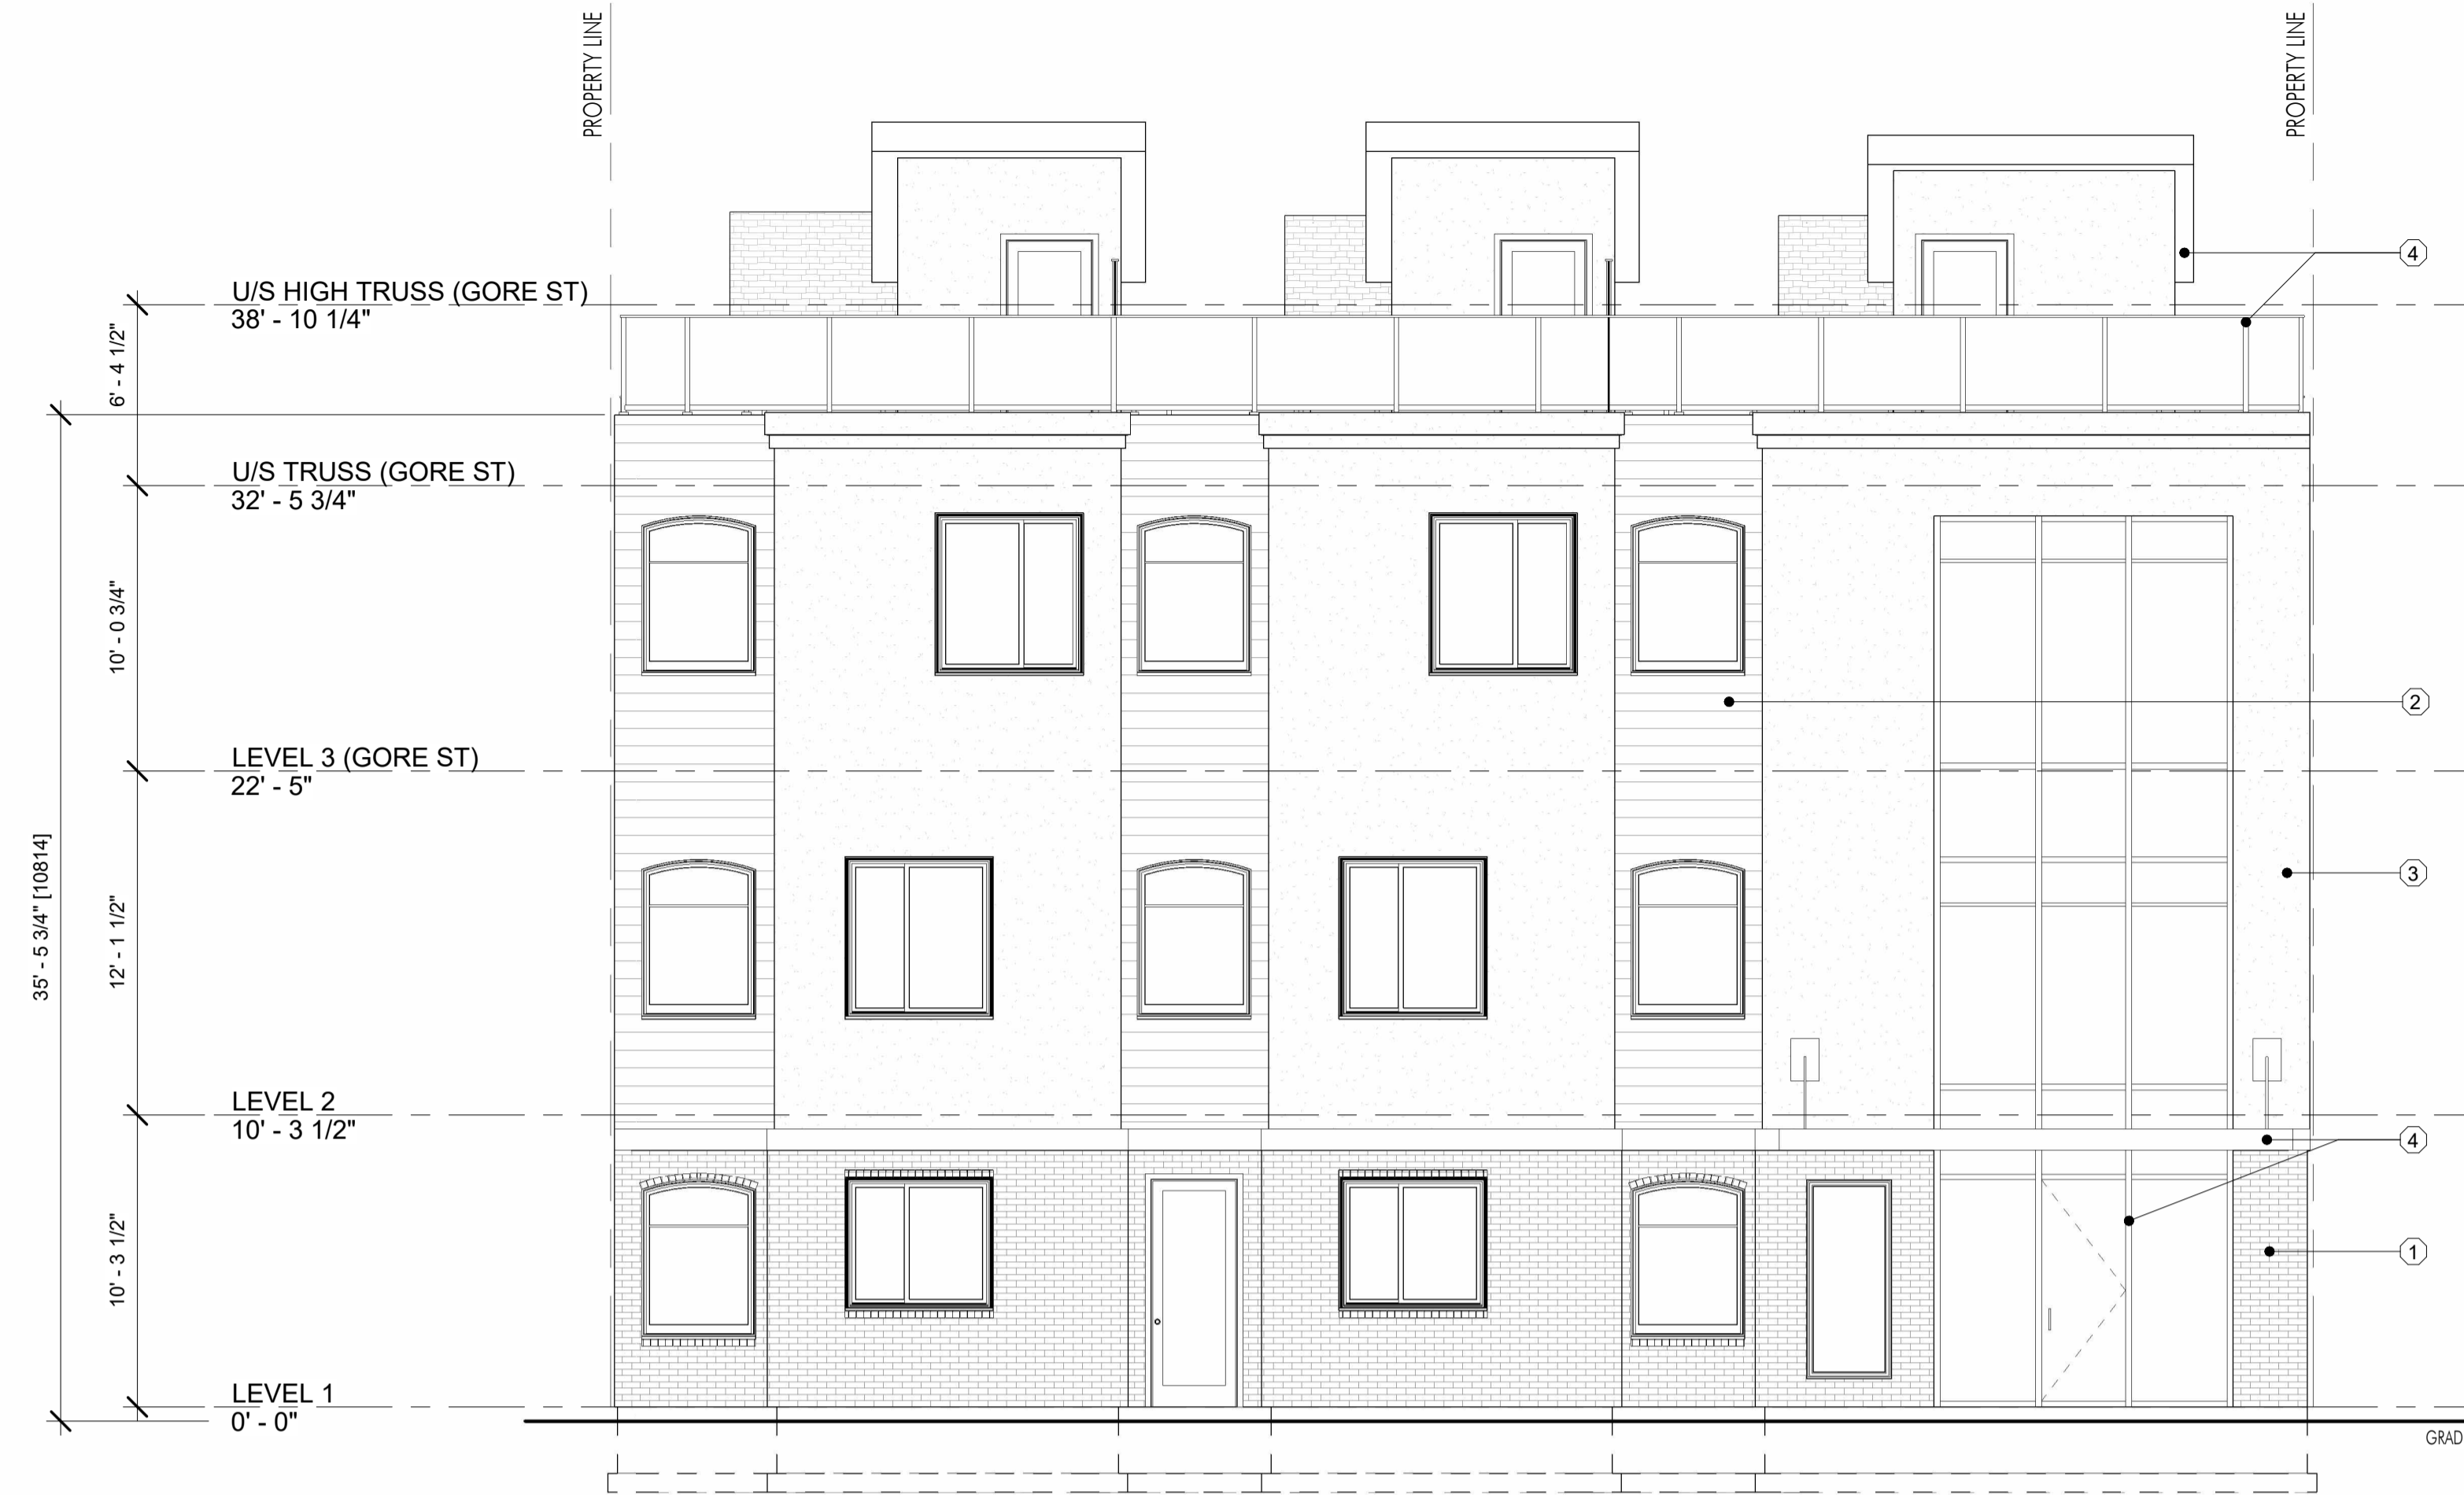 PROPERTY LINE
PROPERTY LINE
4
U/S HIGH TRUSS (GORE ST)
38' - 10 1/4"
6' - 4 1/2"
U/S TRUSS (GORE ST)
32' - 5 3/4"
10' - 0 3/4"
2
LEVEL 3 (GORE ST)
22' - 5"
3
35' - 5 3/4" [10814]
12' - 1 1/2"
LEVEL 2
10' - 3 1/2"
4
10' - 3 1/2"
1
LEVEL 1
0' - 0"
GRAD